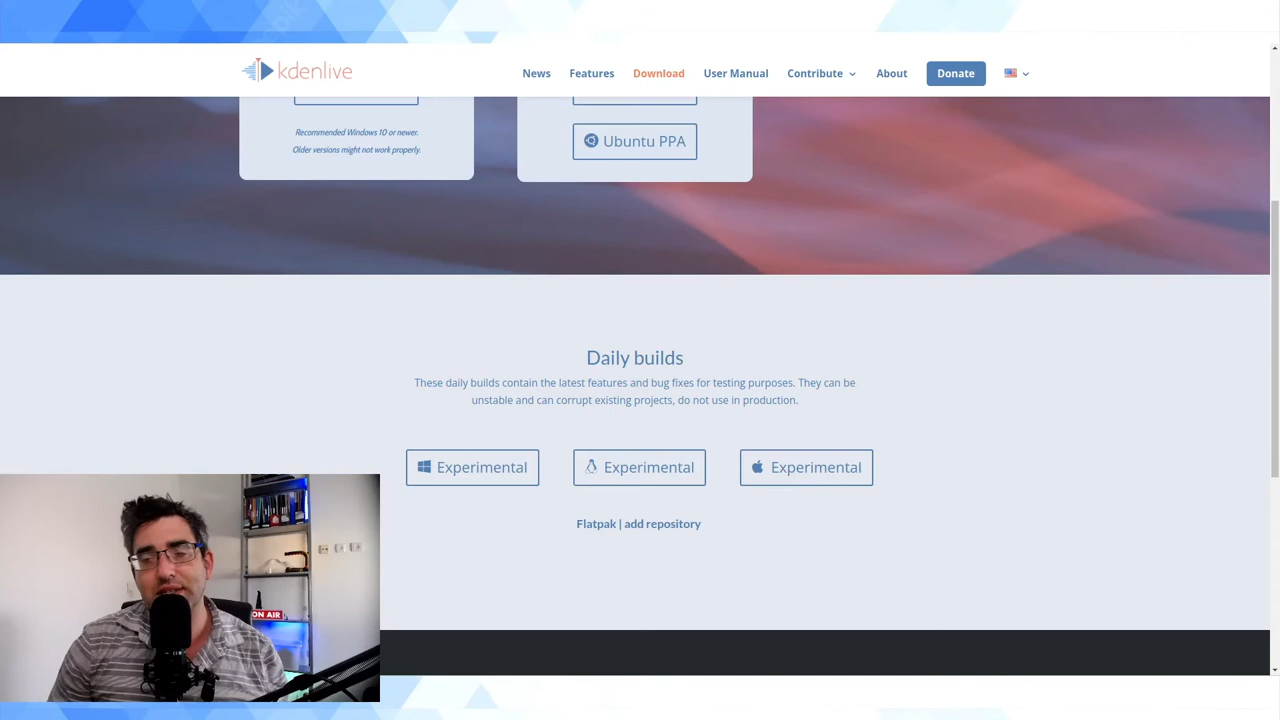 kdenlive
News Features Download User Manual Contribute About Donate
Recommended Windows 10 or newer.
Older versions might not work properly.
Ubuntu PPA
Daily builds
These daily builds contain the latest features and bug fixes for testing purposes. They can be
unstable and can corrupt existing projects, do not use in production.
Experimental Experimental Experimental
Flatpak | add repository
ON AIR